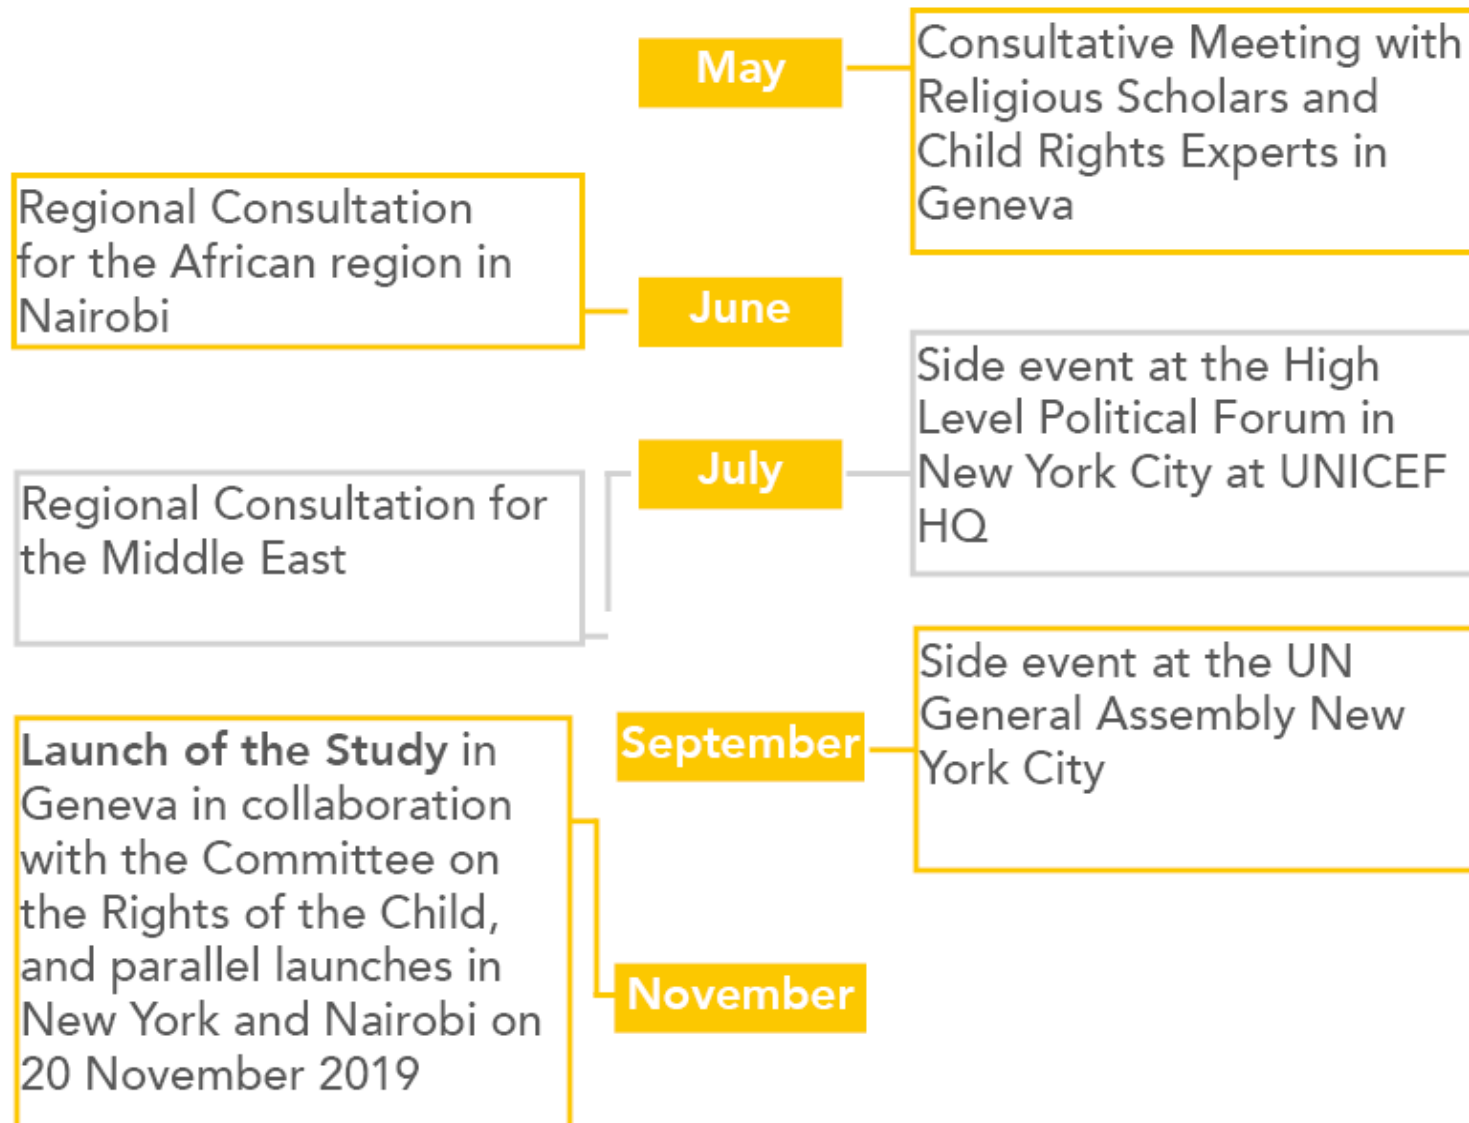 May
Consultative Meeting with
Religious Scholars and
Child Rights Experts in
Geneva
Regional Consultation
for the African region in
Nairobi
June
Side event at the High
Level Political Forum in
New York City at UNICEF
HQ
July
Regional Consultation for
the Middle East
Side event at the UN
General Assembly New
York City
September
Launch of the Study in
Geneva in collaboration
with the Committee on
the Rights of the Child,
and parallel launches in
New York and Nairobi on
20 November 2019
November